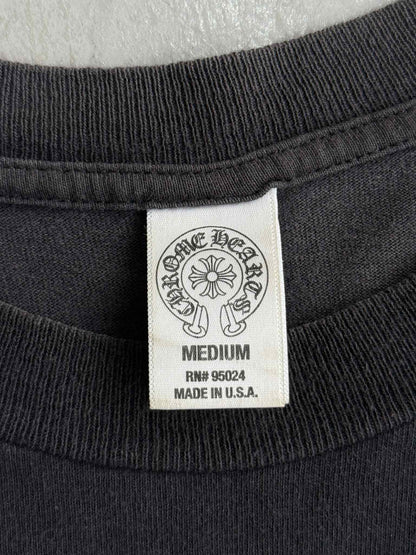 CHROME HEARTS
MEDIUM
RN# 95024
MADE IN U.S.A.